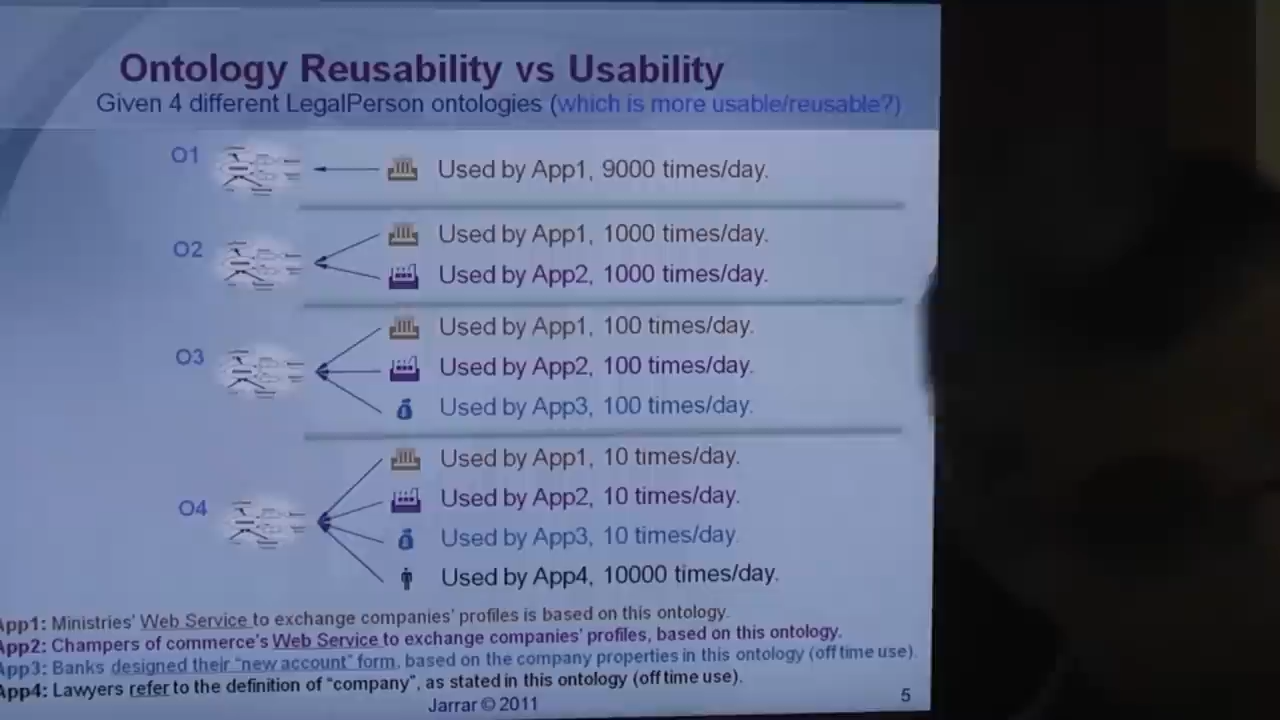 Ontology Reusability vs Usability
Given 4 different LegalPerson ontologies (which is more usable/reusable?)
O1
Used by App1, 9000 times/day.
O2
Used by App1, 1000 times/day.
Used by App2, 1000 times/day.
O3
Used by App1, 100 times/day.
Used by App2, 100 times/day.
Used by App3, 100 times/day.
O4
Used by App1, 10 times/day.
Used by App2, 10 times/day.
Used by App3, 10 times/day.
Used by App4, 10000 times/day.
App1: Ministries' Web Service to exchange companies' profiles is based on this ontology.
App2: Champers of commerce's Web Service to exchange companies' profiles, based on this ontology.
App3: Banks designed their "new account" form, based on the company properties in this ontology (off time use).
App4: Lawyers refer to the definition of "company", as stated in this ontology (off time use).
Jarrar © 2011
5